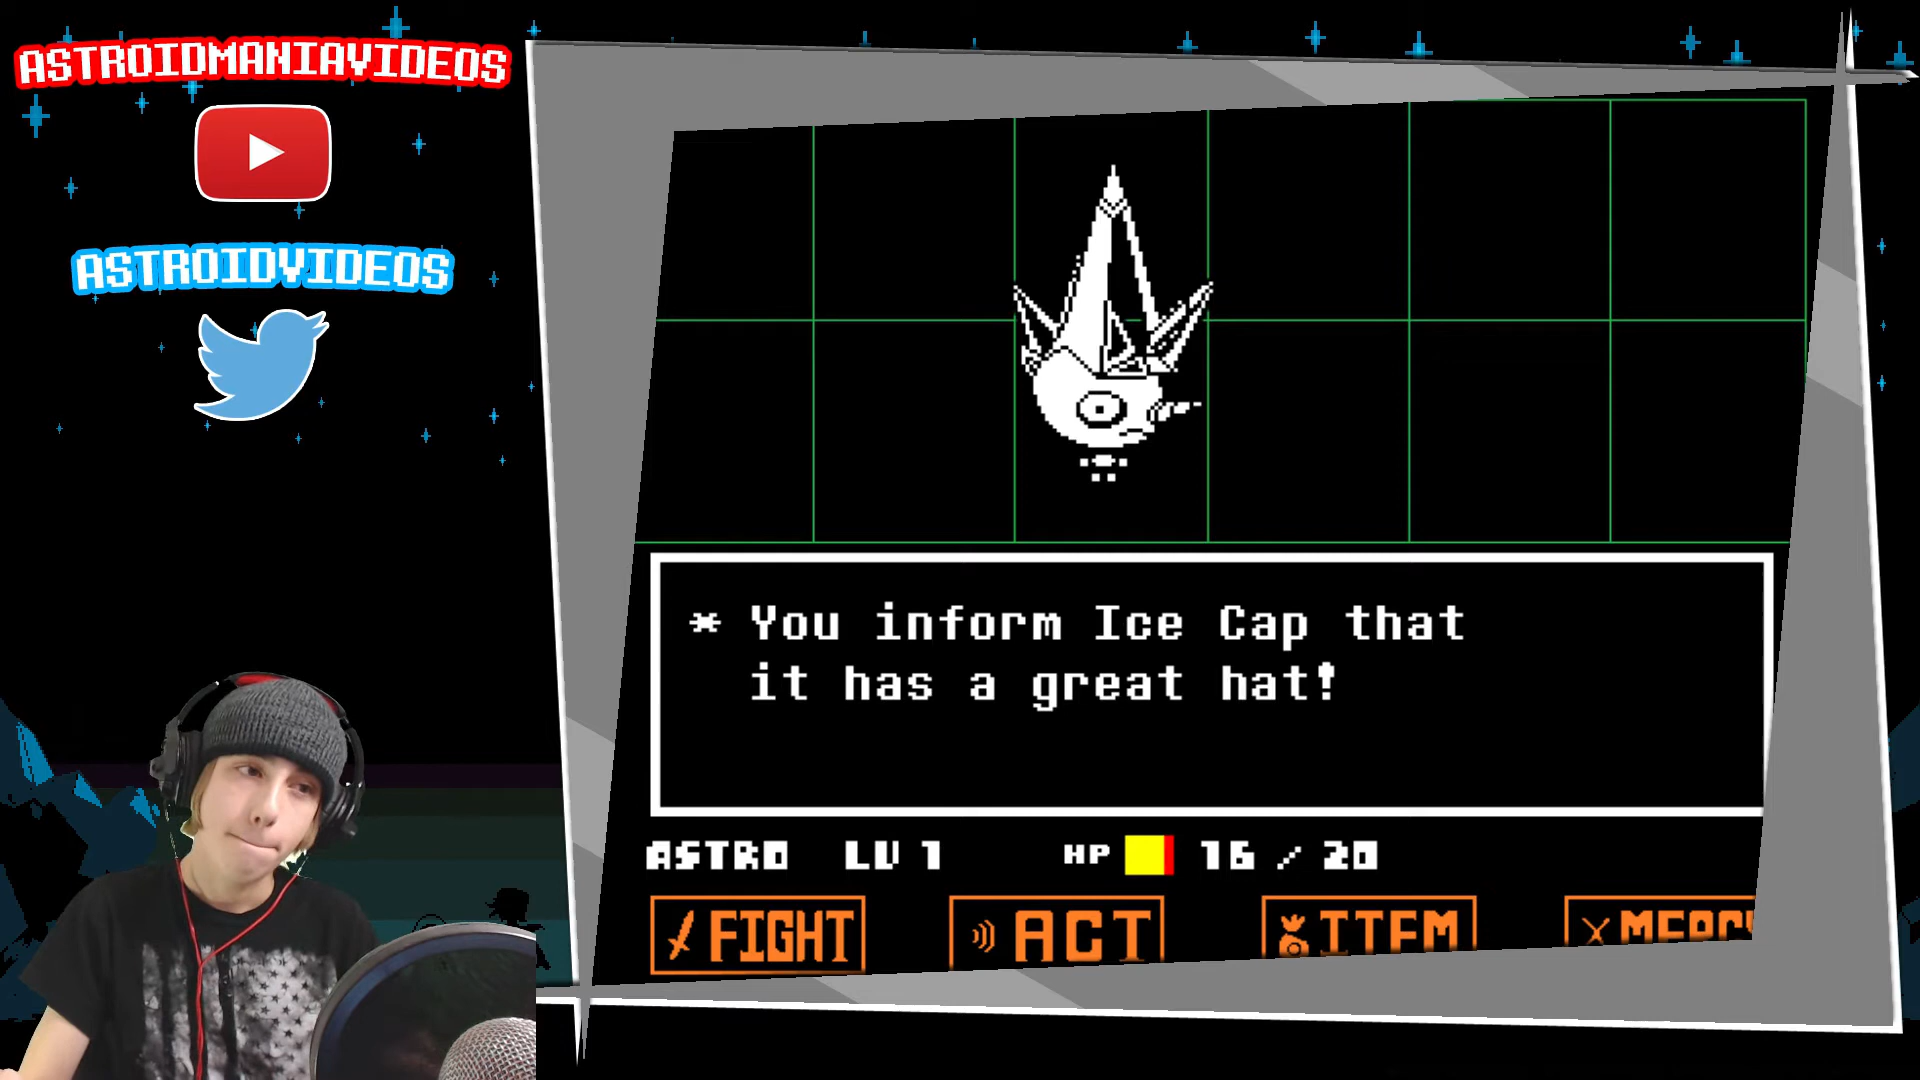 ASTROIDMANIAVIDEOS
ASTROIDVIDEOS
* You inform Ice Cap that
it has a great hat!
ASTRO LV 1 HP 16 / 20
FIGHT ACT ITEM MERCY